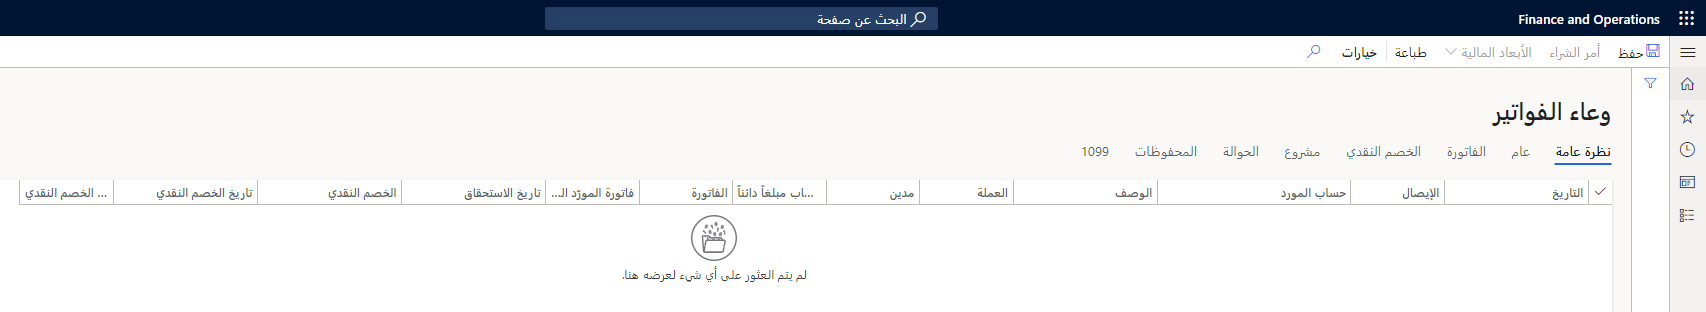 Finance and Operations
البحث عن صفحة
حفظ أمر الشراء الأبعاد المالية طباعة خيارات
وعاء الفواتير
نظرة عامة عام الفاتورة الخصم النقدي مشروع الحوالة المحفوظات 1099
التاريخ الإيصال حساب المورد الوصف العملة مدين ...اب مبلغاً دائناً الفاتورة فاتورة المورّد الـ... تاريخ الاستحقاق الخصم النقدي تاريخ الخصم النقدي ... الخصم النقدي
لم يتم العثور على أي شيء لعرضه هنا.